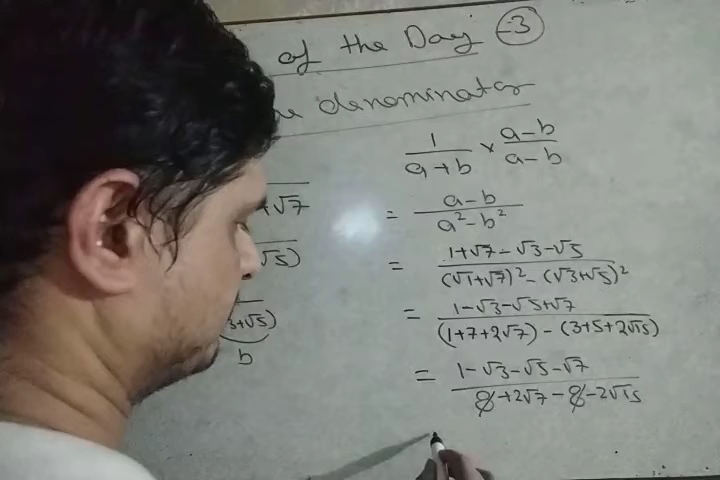 of the Day -3
denominator
1/(a+b) × (a-b)/(a-b)
+√7
= (a-b)/(a²-b²)
√5)
= (1+√7-√3-√5)/((√1+√7)²-(√3+√5)²)
3+√5)
b
= (1-√3-√5+√7)/((1+7+2√7)-(3+5+2√15))
= (1-√3-√5-√7)/(8+2√7-8-2√15)